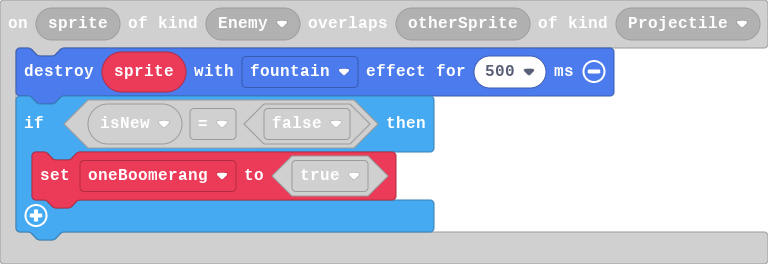 on sprite of kind Enemy overlaps otherSprite of kind Projectile
destroy sprite with fountain effect for 500 ms
if isNew = false then
set oneBoomerang to true